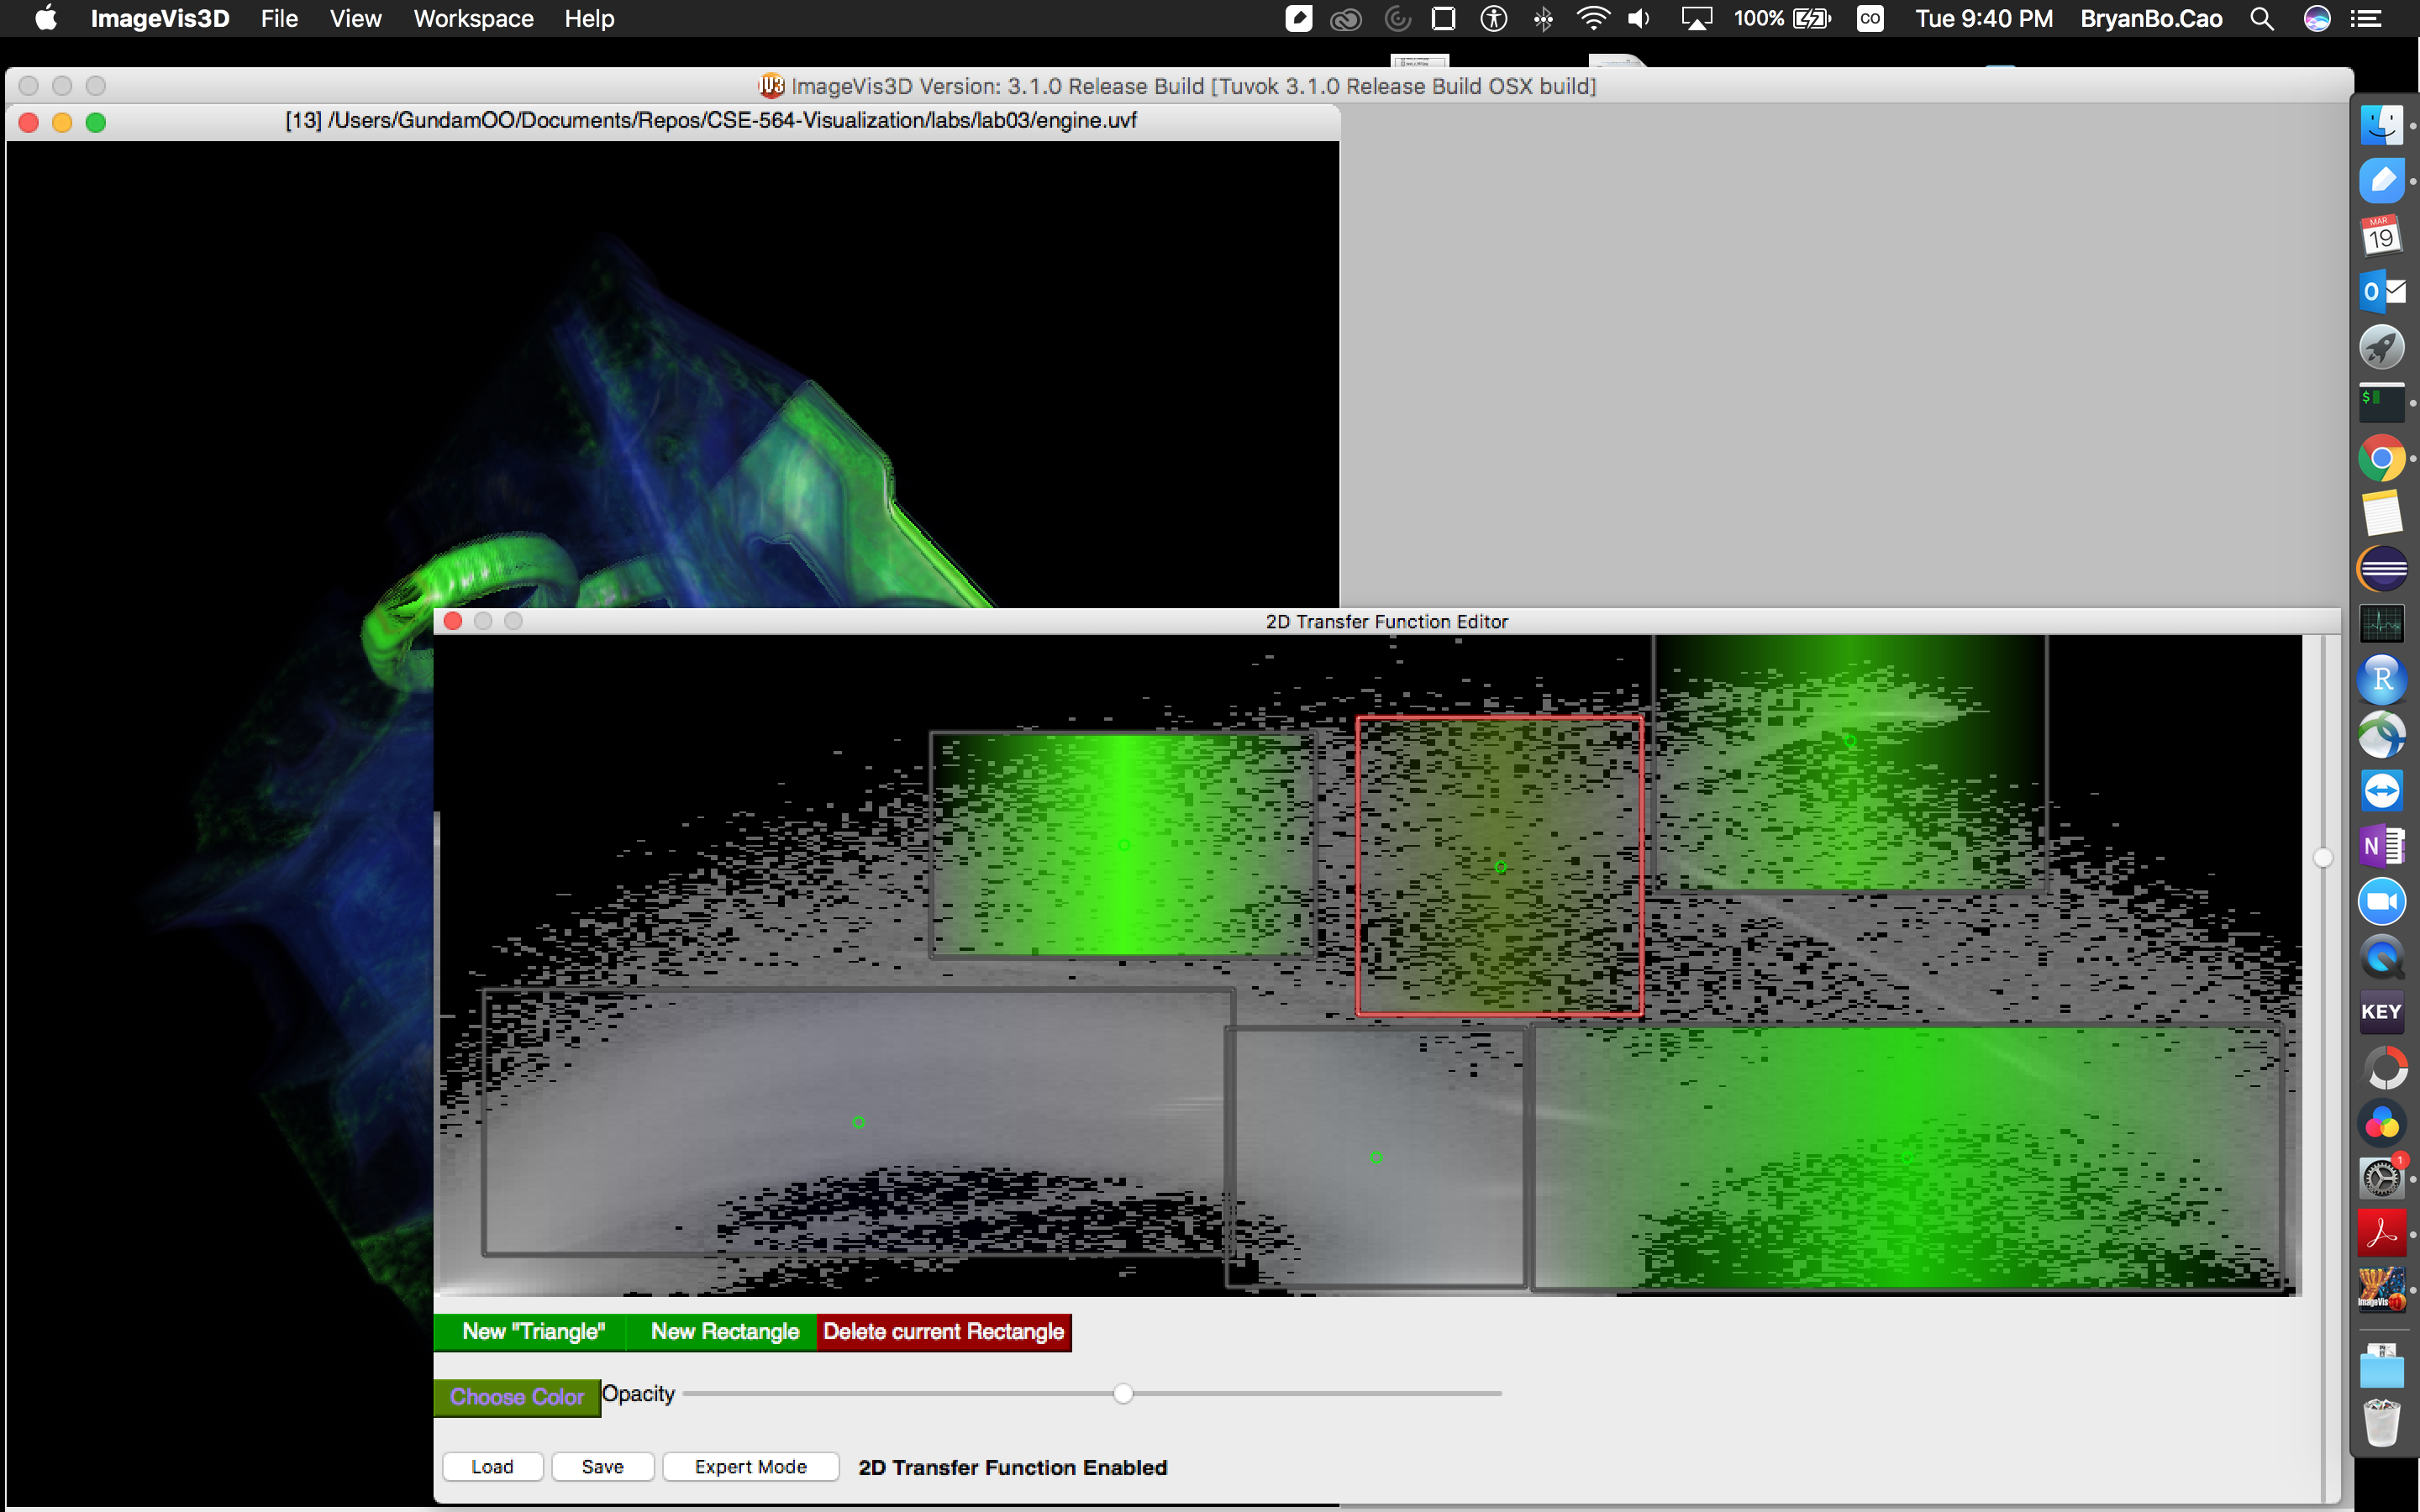 ImageVis3D File View Workspace Help 100% CO Tue 9:40 PM BryanBo.Cao
ImageVis3D Version: 3.1.0 Release Build [Tuvok 3.1.0 Release Build OSX build]
[13] /Users/GundamOO/Documents/Repos/CSE-564-Visualization/labs/lab03/engine.uvf
MAR
19
O
$
2D Transfer Function Editor
R
N
KEY
1
ImageVis
New "Triangle" New Rectangle Delete current Rectangle
Choose Color Opacity
Load Save Expert Mode 2D Transfer Function Enabled